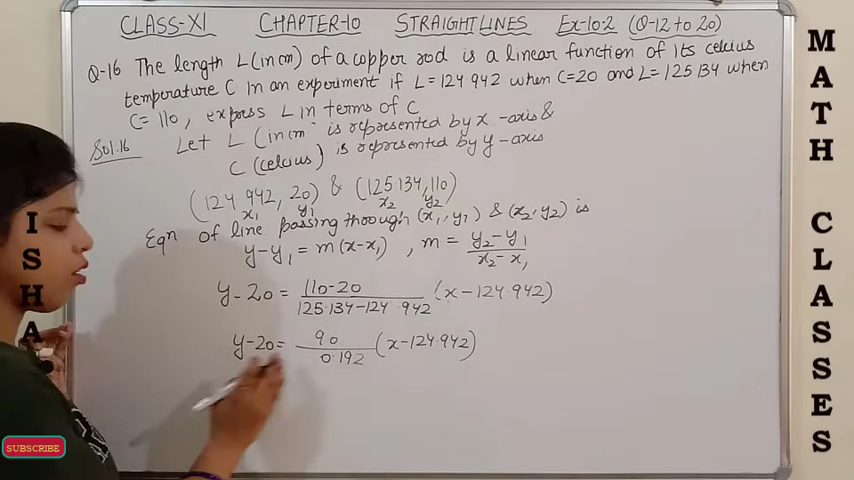 CLASS-XI CHAPTER-10 STRAIGHT LINES Ex-10.2 (Q-12 to 20)
Q-16 The length L (in cm) of a copper rod is a linear function of its celcius
temperature C in an experiment if L = 124.942 when C=20 and L= 125.134 when
C= 110, express L in terms of C
Sol.16 Let L (in cm is represented by x -axis &
C (celcius) is represented by y-axis
(124.942, 20) & (125.134, 110)
x1 y1 x2 y2
Eqn of line passing through (x1, y1) & (x2, y2) is
y-y1 = m(x-x1) , m = y2-y1 / x2-x1
y-20 = 110-20 / 125.134-124.942 (x-124.942)
y-20= 90 / 0.192 (x-124.942)
ISHA
MATH CLASSES
SUBSCRIBE